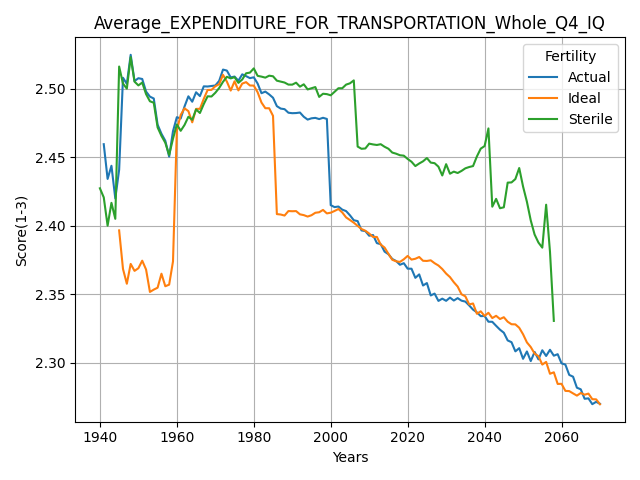 Average_EXPENDITURE_FOR_TRANSPORTATION_Whole_Q4_IQ
Fertility
Actual
Ideal
Sterile
Score(1-3)
2.50
2.45
2.40
2.35
2.30
1940
1960
1980
2000
2020
2040
2060
Years